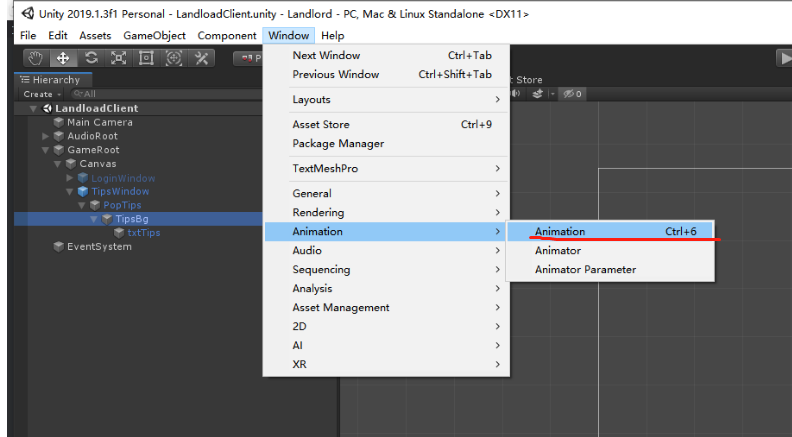 Unity 2019.1.3f1 Personal - LandloadClient.unity - Landlord - PC, Mac & Linux Standalone <DX11>
File Edit Assets GameObject Component Window Help
Next Window Ctrl+Tab
Previous Window Ctrl+Shift+Tab
Layouts
Asset Store Ctrl+9
Package Manager
TextMeshPro
General
Rendering
Animation
Audio
Sequencing
Analysis
Asset Management
2D
AI
XR
Animation Ctrl+6
Animator
Animator Parameter
Hierarchy
Create All
LandloadClient
Main Camera
AudioRoot
GameRoot
Canvas
LoginWindow
TipsWindow
PopTips
TipsBg
txtTips
EventSystem
P
t Store
0